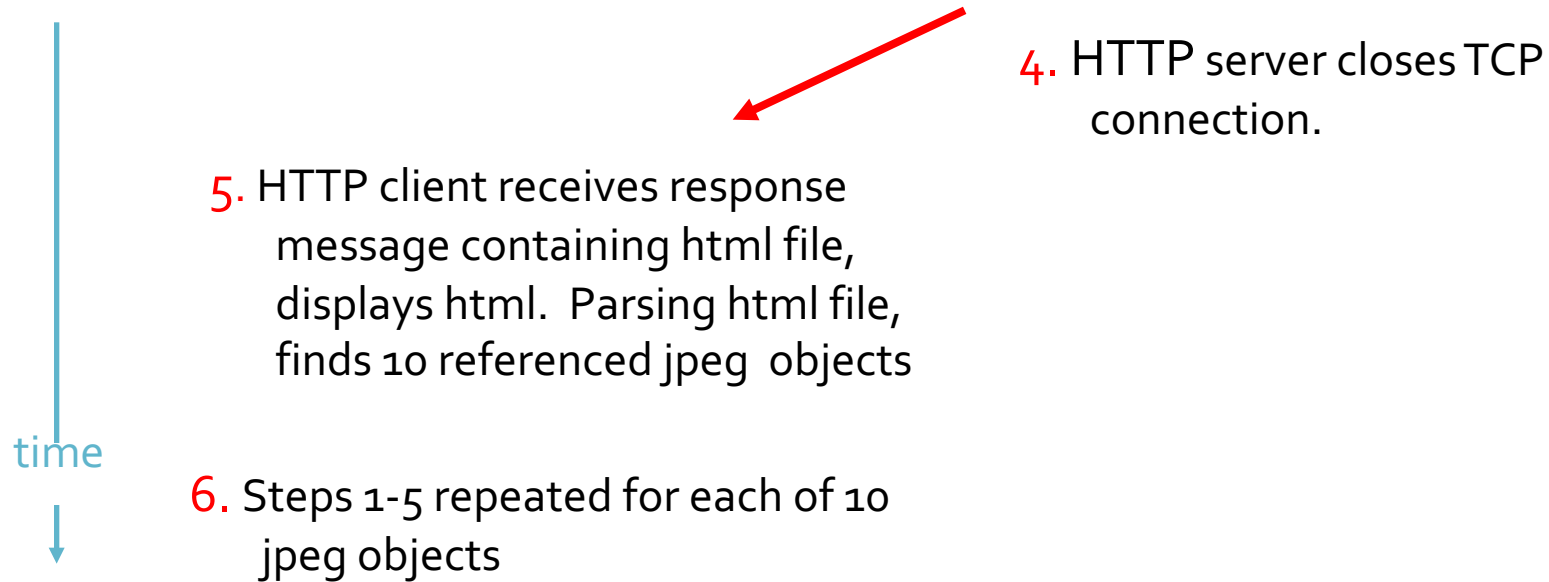 4. HTTP server closes TCP
connection.
5. HTTP client receives response
message containing html file,
displays html.  Parsing html file,
finds 10 referenced jpeg  objects
time
6. Steps 1-5 repeated for each of 10
jpeg objects